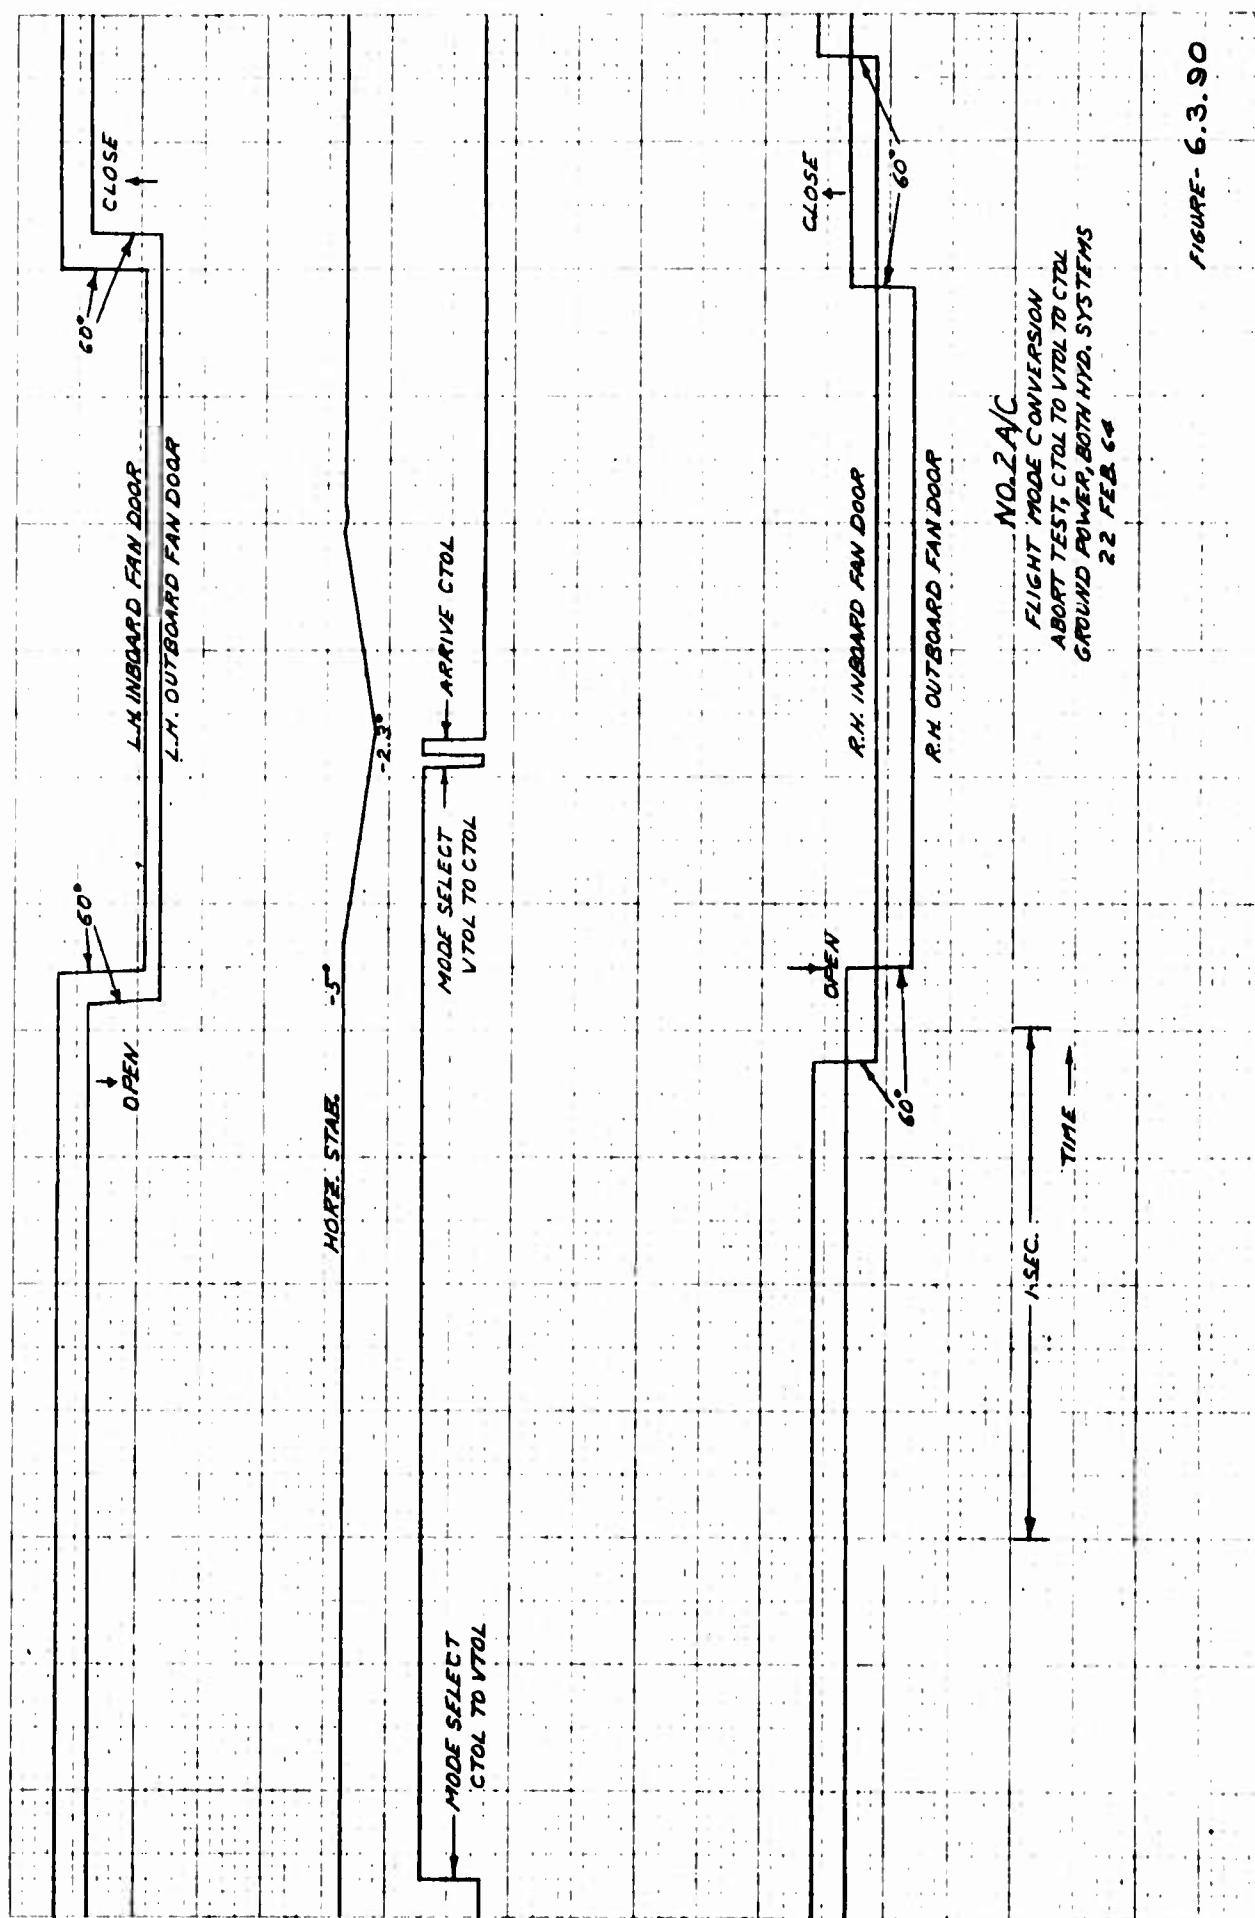 L.H. INBOARD FAN DOOR
L.H. OUTBOARD FAN DOOR
OPEN
60°
60°
CLOSE
HORZ. STAB.
-5°
-2.3°
MODE SELECT
CTOL TO VTOL
MODE SELECT
VTOL TO CTOL
ARRIVE CTOL
60°
OPEN
R.H. INBOARD FAN DOOR
R.H. OUTBOARD FAN DOOR
CLOSE
60°
1 SEC.
TIME
NO. 2 A/C
FLIGHT MODE CONVERSION
ABORT TEST, CTOL TO VTOL TO CTOL
GROUND POWER, BOTH HYD. SYSTEMS
22 FEB. 64
FIGURE- 6.3.90